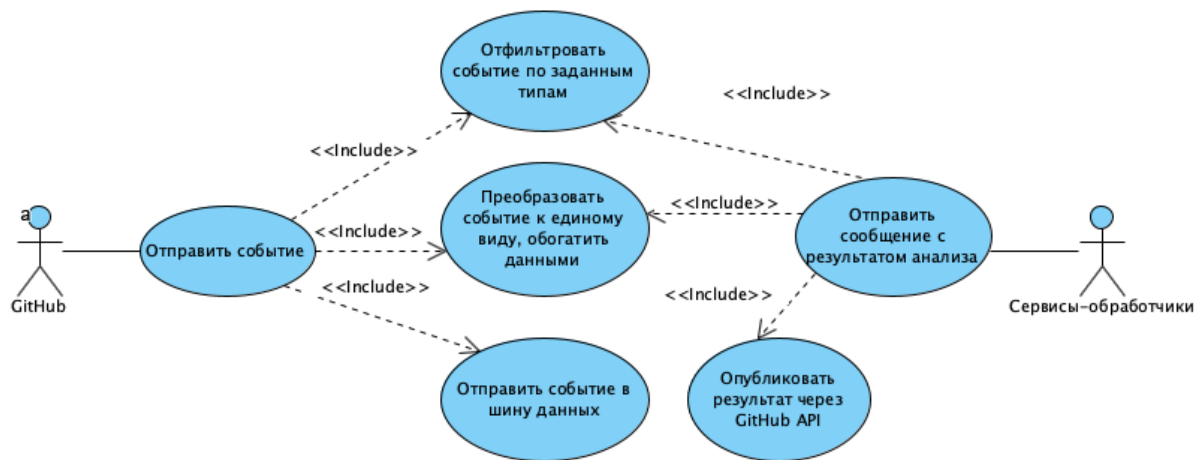 Отфильтровать
событие по заданным
типам
<<Include>>
<<Include>>
Преобразовать
событие к единому
виду, обогатить
данными
<<Include>>
Отправить
сообщение с
результатом анализа
a
GitHub
Отправить событие
<<Include>>
<<Include>>
<<Include>>
Сервисы-обработчики
Отправить событие в
шину данных
Опубликовать
результат через
GitHub API